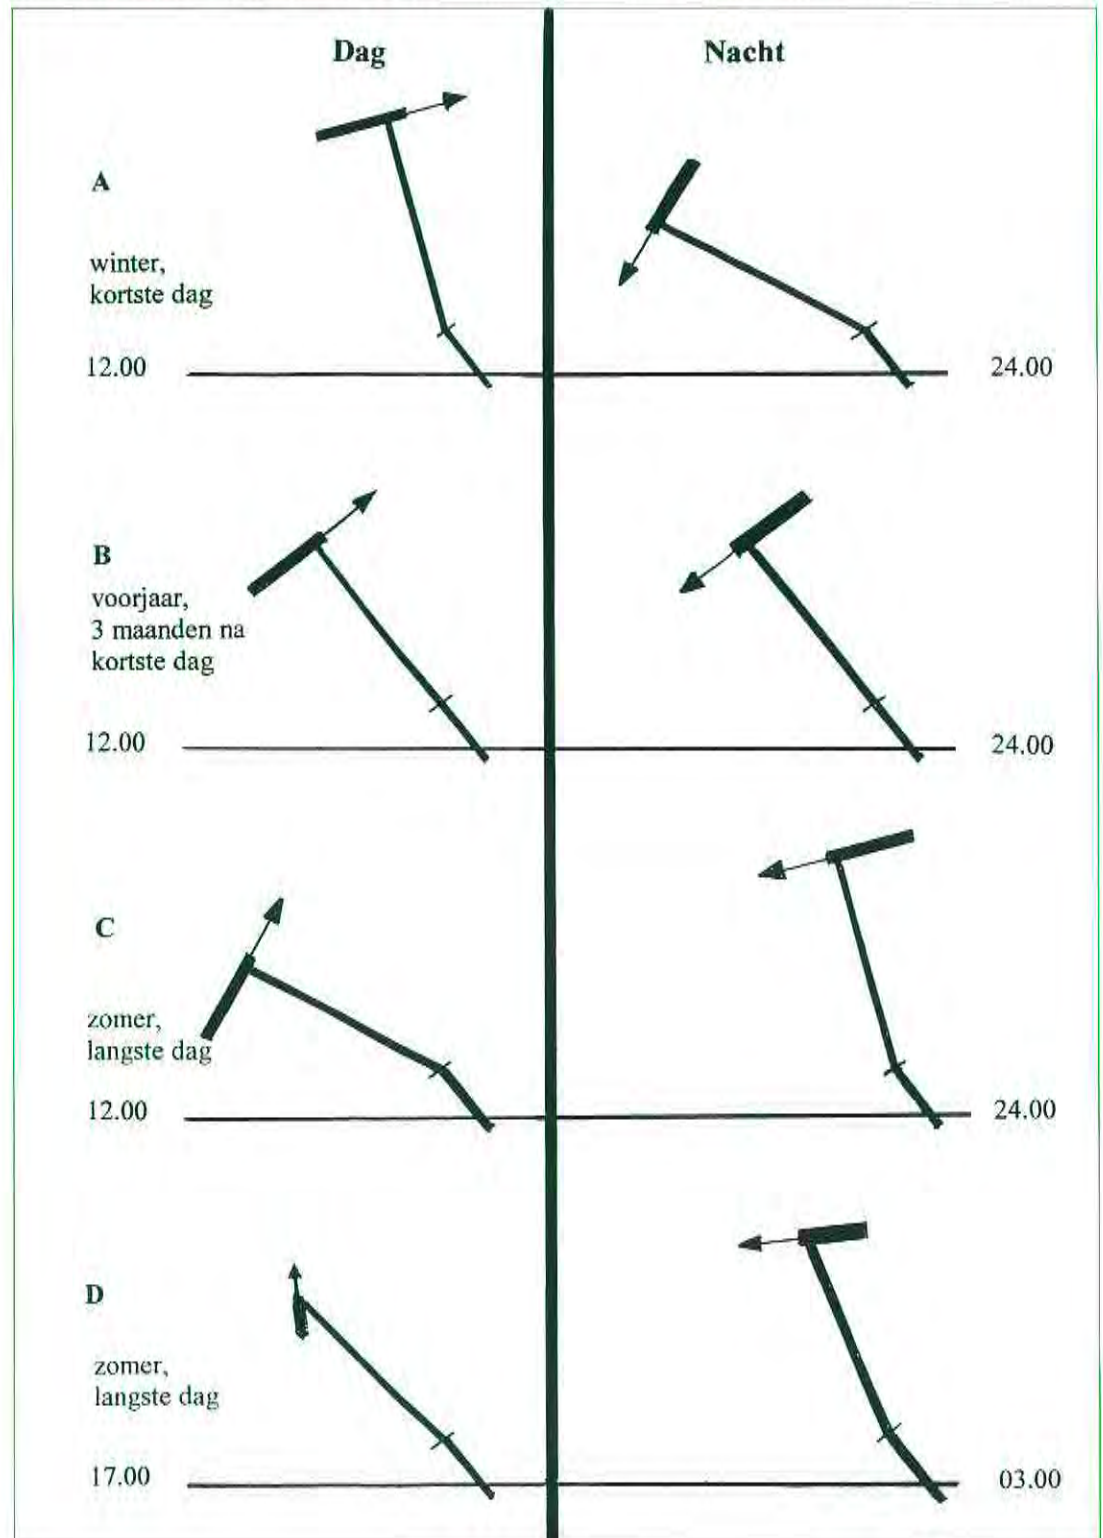 Dag
Nacht
A
winter,
kortste dag
12.00
24.00
B
voorjaar,
3 maanden na
kortste dag
12.00
24.00
C
zomer,
langste dag
12.00
24.00
D
zomer,
langste dag
17.00
03.00